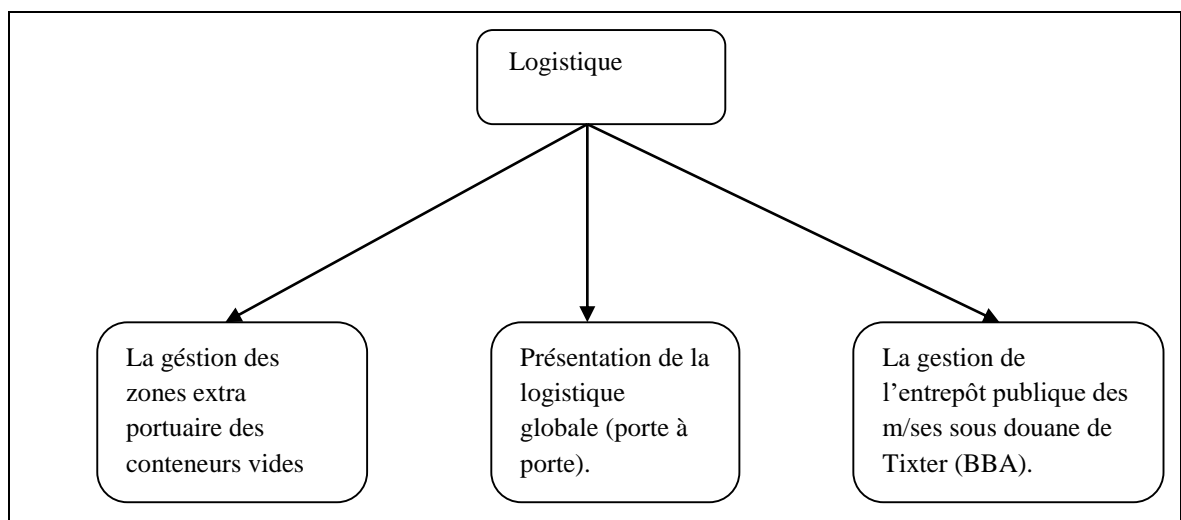 Logistique
La géstion des
zones extra
portuaire des
conteneurs vides
Présentation de la
logistique
globale (porte à
porte).
La gestion de
l’entrepôt publique des
m/ses sous douane de
Tixter (BBA).